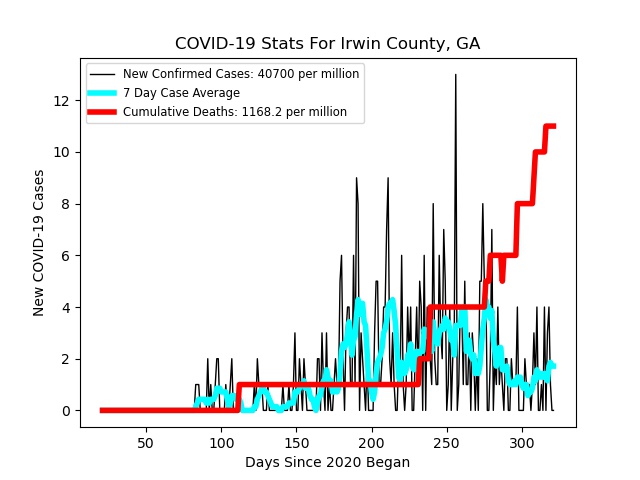 COVID-19 Stats For Irwin County, GA
New Confirmed Cases: 40700 per million
7 Day Case Average
Cumulative Deaths: 1168.2 per million
New COVID-19 Cases
12
10
8
6
4
2
0
50 100 150 200 250 300
Days Since 2020 Began